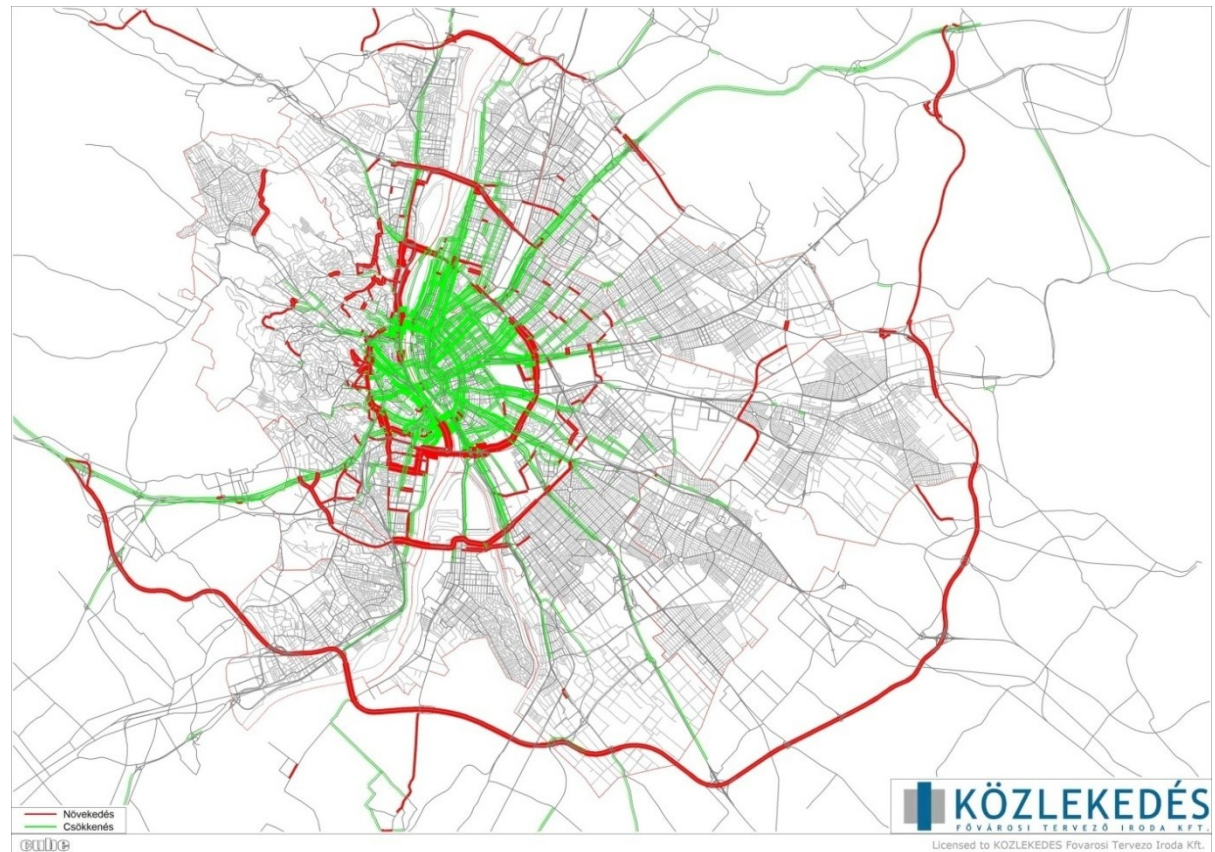 Növekedés
Csökkenés
cube
KÖZLEKEDÉS
FŐVÁROSI TERVEZŐ IRODA KFT.
Licensed to KOZLEKEDES Fovarosi Tervezo Iroda Kft.